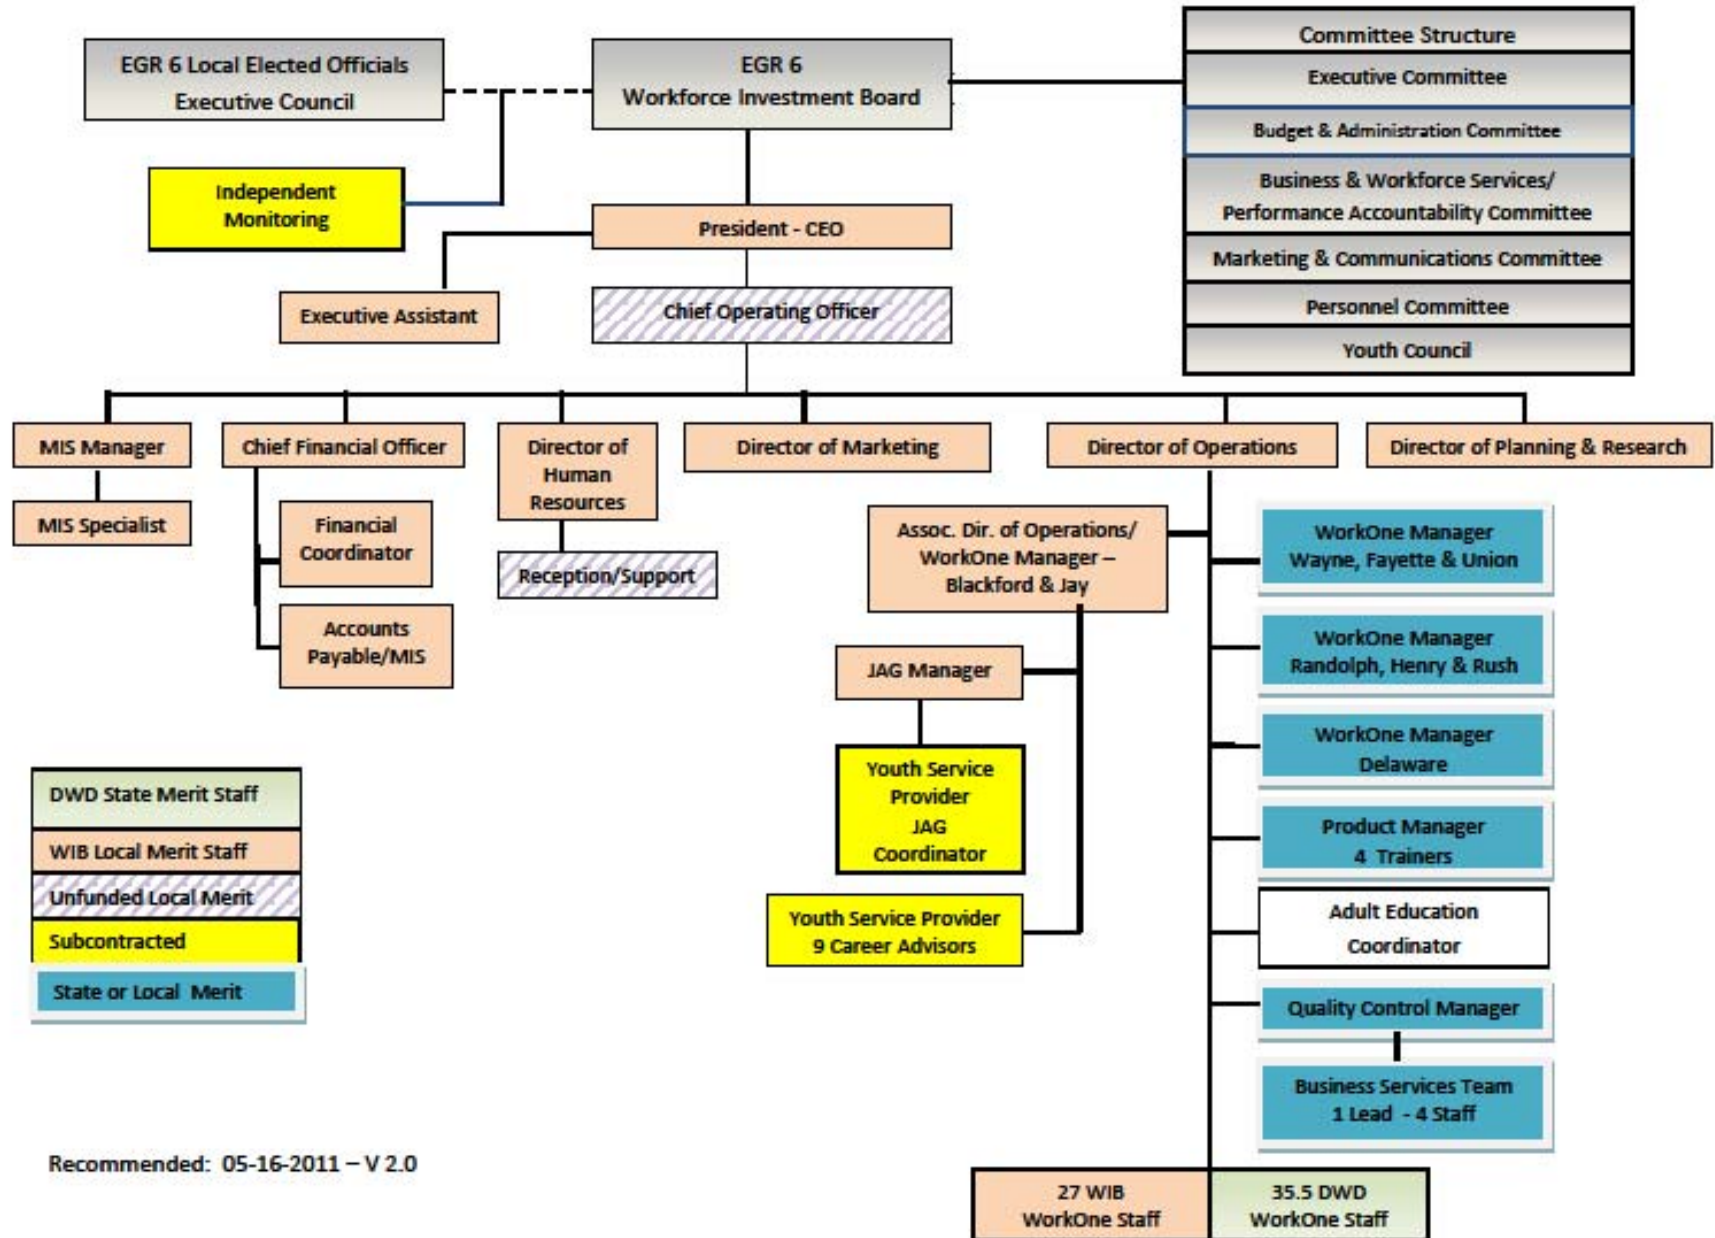 EGR 6 Local Elected Officials
Executive Council
EGR 6
Workforce Investment Board
Committee Structure
Executive Committee
Budget & Administration Committee
Business & Workforce Services/
Performance Accountability Committee
Marketing & Communications Committee
Personnel Committee
Youth Council
Independent
Monitoring
President - CEO
Executive Assistant
Chief Operating Officer
MIS Manager
Chief Financial Officer
Director of
Human
Resources
Director of Marketing
Director of Operations
Director of Planning & Research
MIS Specialist
Financial
Coordinator
Accounts
Payable/MIS
Reception/Support
Assoc. Dir. of Operations/
WorkOne Manager –
Blackford & Jay
JAG Manager
Youth Service
Provider
JAG
Coordinator
Youth Service Provider
9 Career Advisors
WorkOne Manager
Wayne, Fayette & Union
WorkOne Manager
Randolph, Henry & Rush
WorkOne Manager
Delaware
Product Manager
4 Trainers
Adult Education
Coordinator
Quality Control Manager
Business Services Team
1 Lead - 4 Staff
DWD State Merit Staff
WIB Local Merit Staff
Unfunded Local Merit
Subcontracted
State or Local Merit
Recommended: 05-16-2011 – V 2.0
27 WIB
WorkOne Staff
35.5 DWD
WorkOne Staff